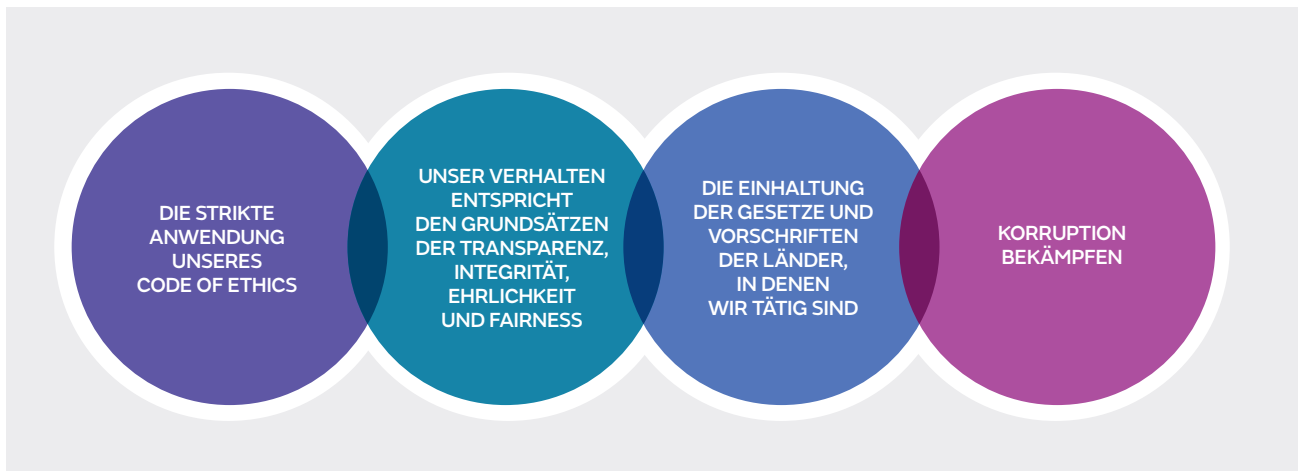 DIE STRIKTE
ANWENDUNG
UNSERES
CODE OF ETHICS
UNSER VERHALTEN
ENTSPRICHT
DEN GRUNDSÄTZEN
DER TRANSPARENZ,
INTEGRITÄT,
EHRLICHKEIT
UND FAIRNESS
DIE EINHALTUNG
DER GESETZE UND
VORSCHRIFTEN
DER LÄNDER,
IN DENEN
WIR TÄTIG SIND
KORRUPTION
BEKÄMPFEN